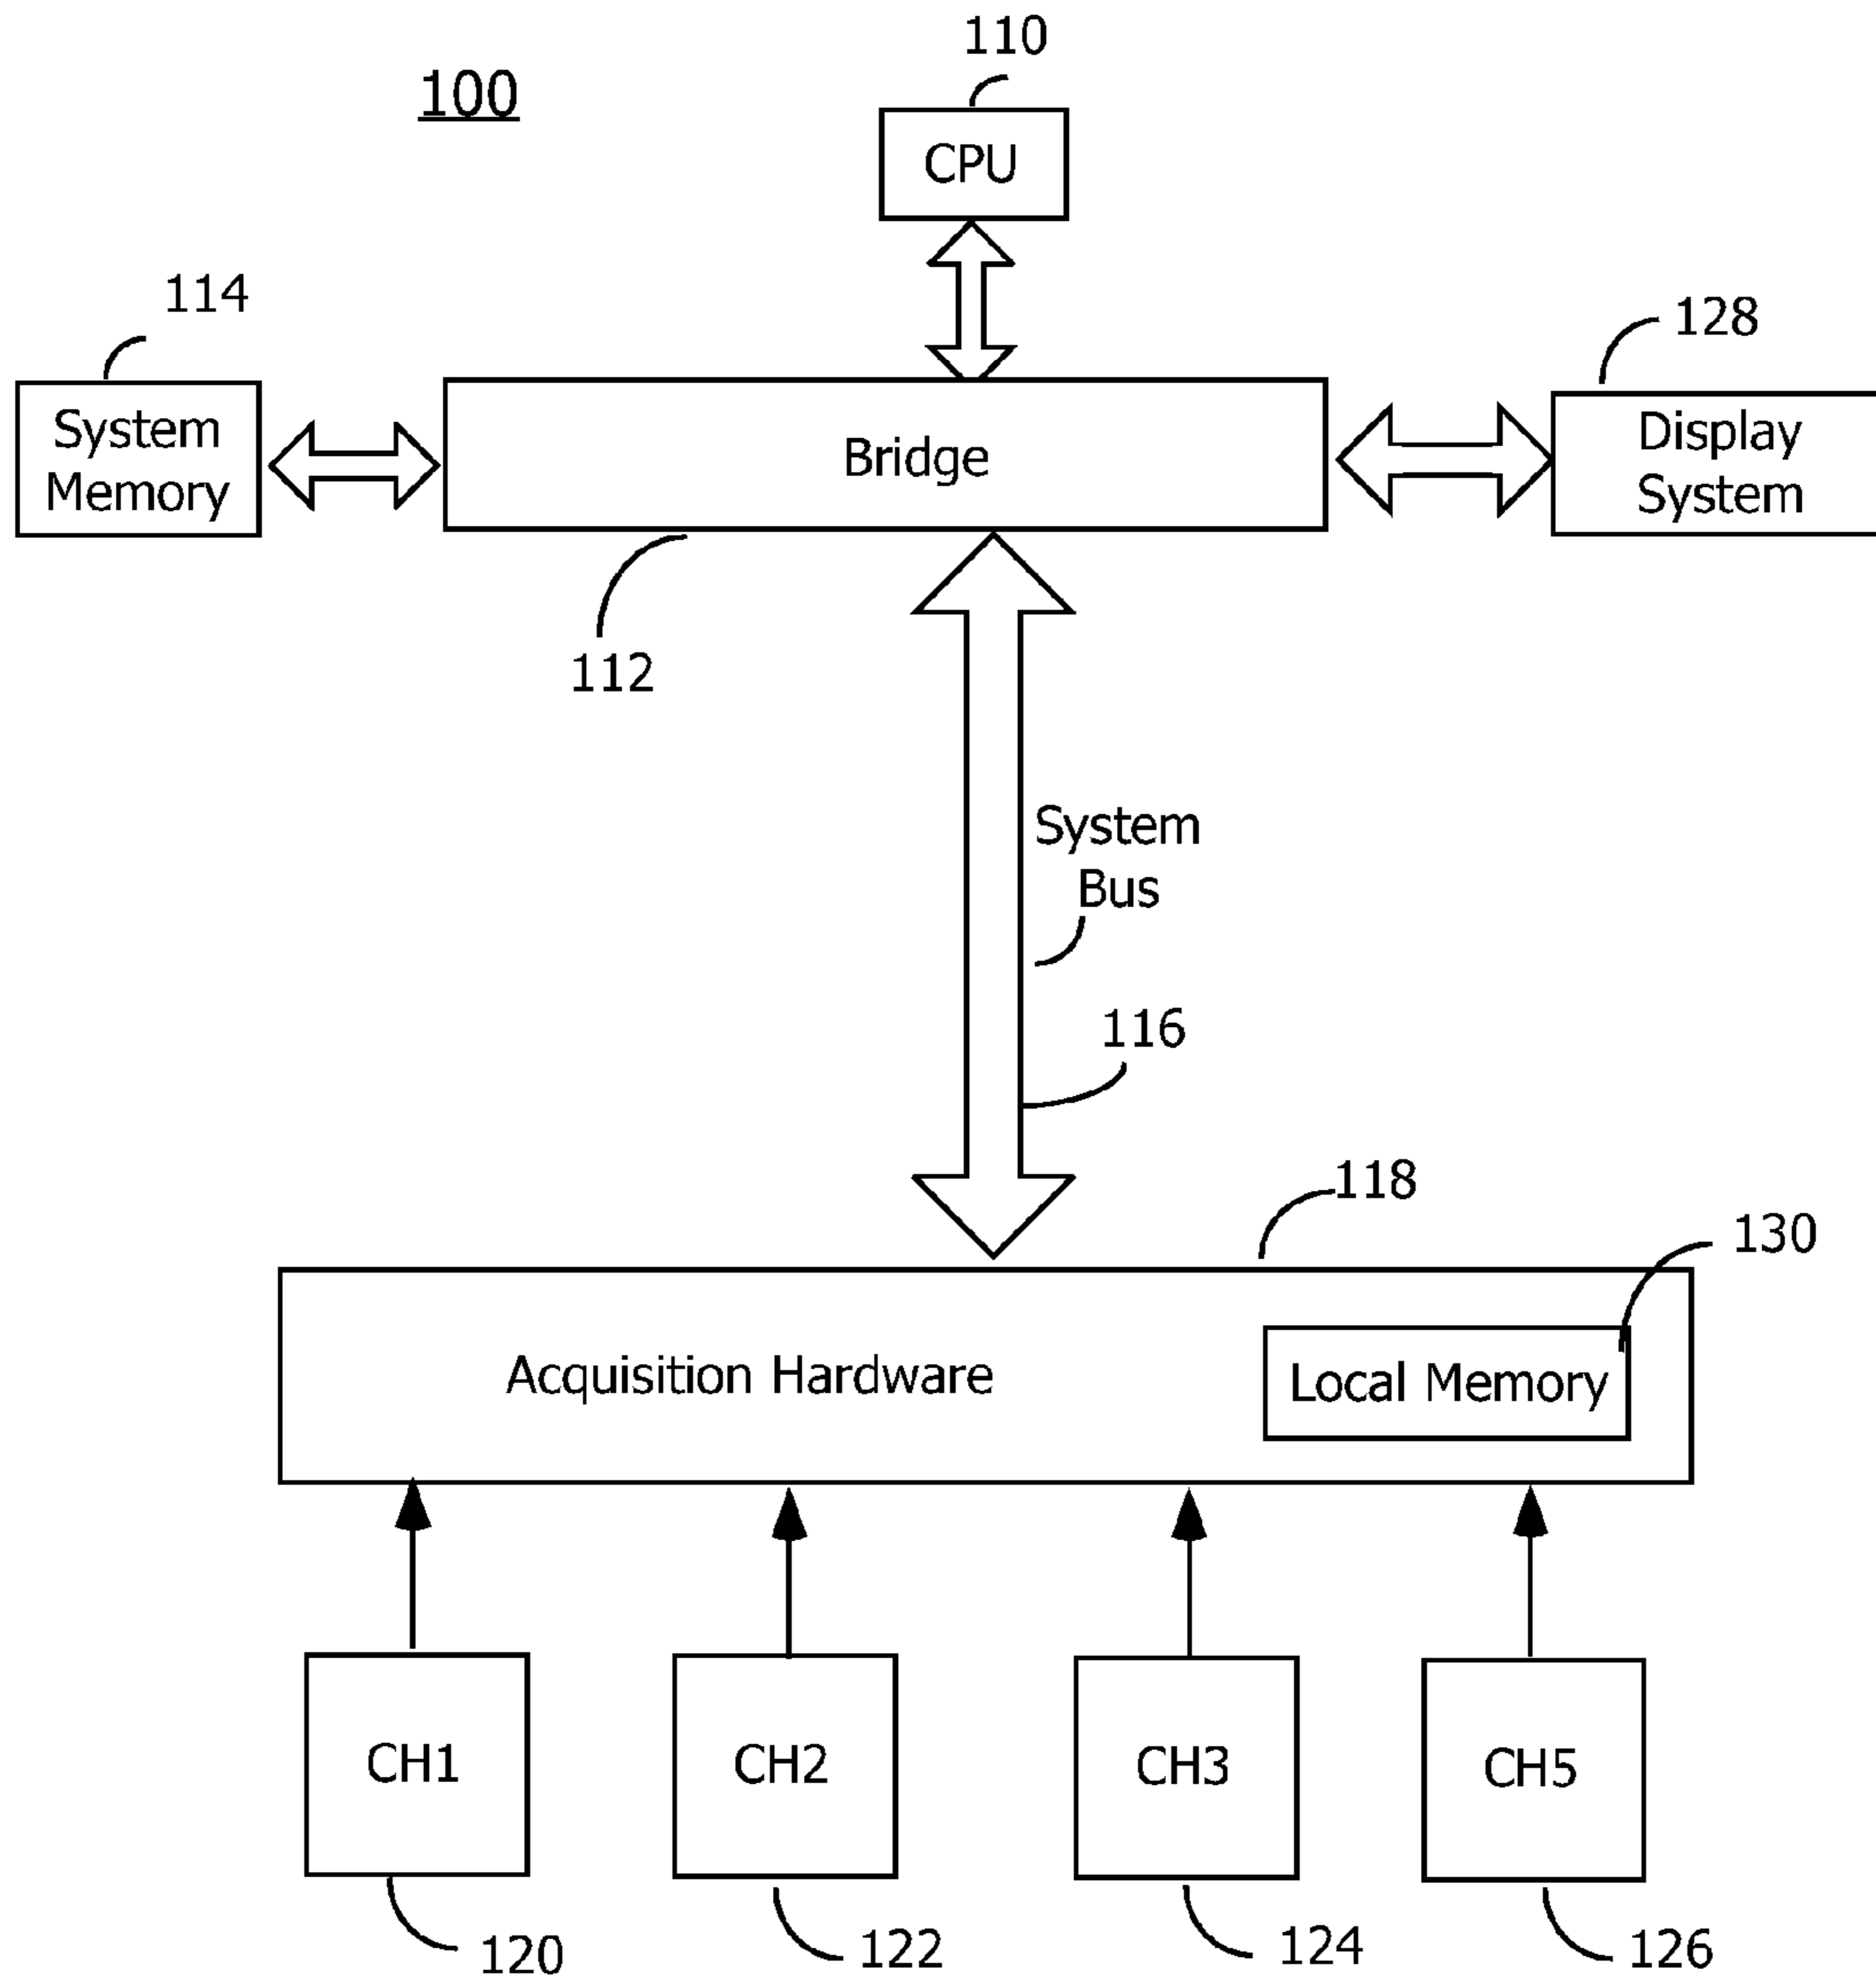 110
100
CPU
114
128
System
Memory
Bridge
Display
System
112
System
Bus
116
118
130
Acquisition Hardware
Local Memory
CH1
CH2
CH3
CH5
120
122
124
126